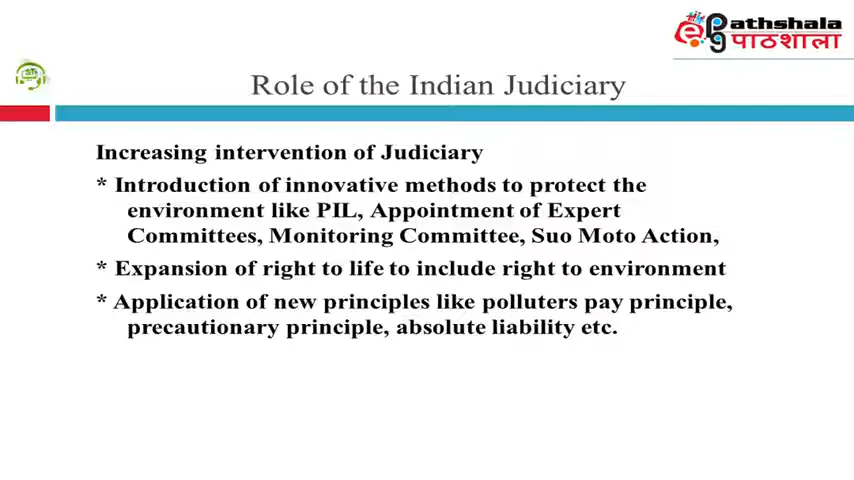 ePathshala
पाठशाला
Role of the Indian Judiciary
Increasing intervention of Judiciary
* Introduction of innovative methods to protect the
environment like PIL, Appointment of Expert
Committees, Monitoring Committee, Suo Moto Action,
* Expansion of right to life to include right to environment
* Application of new principles like polluters pay principle,
precautionary principle, absolute liability etc.